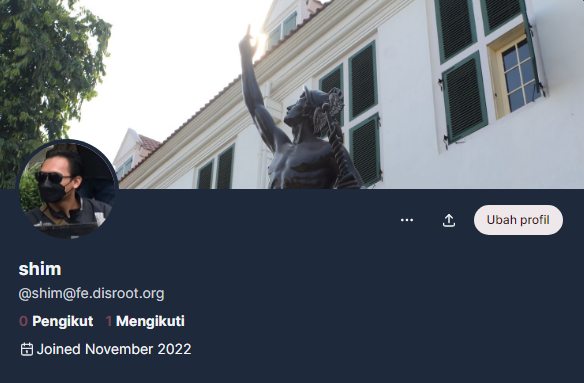 Ubah profil
shim
@shim@fe.disroot.org
0 Pengikut 1 Mengikuti
Joined November 2022